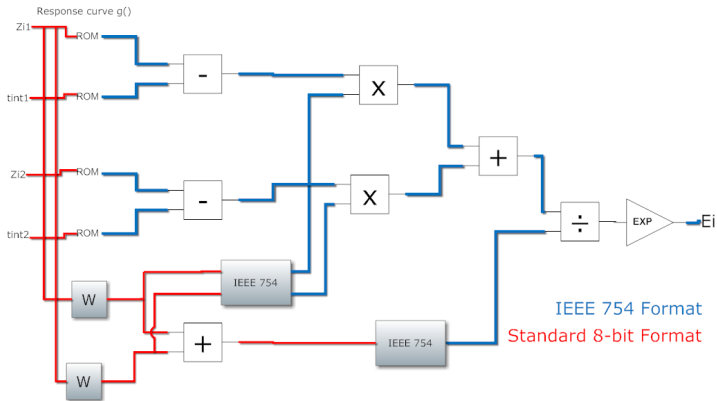 Response curve g()
Zi1
ROM
-
X
tint1
ROM
+
Zi2
ROM
-
X
tint2
ROM
÷
EXP
Ei
W
IEEE 754
IEEE 754 Format
Standard 8-bit Format
+
IEEE 754
W